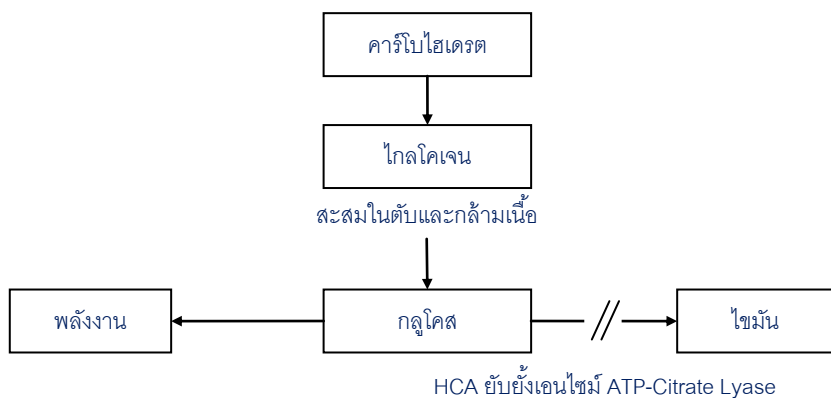 คาร์โบไฮเดรต
ไกลโคเจน
สะสมในตับและกล้ามเนื้อ
พลังงาน
กลูโคส
ไขมัน
HCA ยับยั้งเอนไซม์ ATP-Citrate Lyase